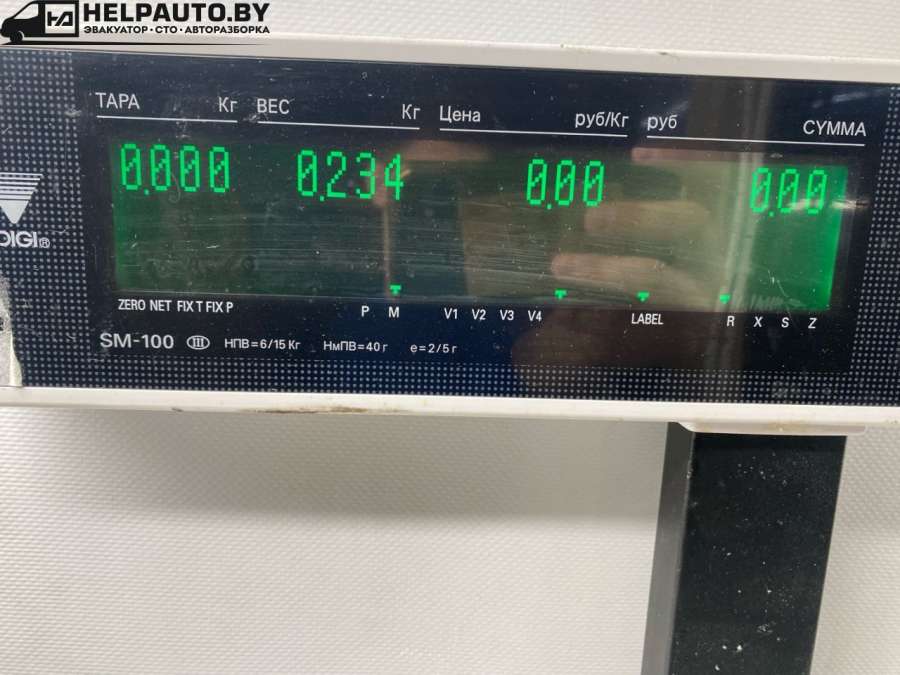 HELPAUTO.BY
ЭВАКУАТОР · СТО · АВТОРАЗБОРКА
ТАРА Кг ВЕС Кг Цена руб/Кг руб СУММА
0.000 0.234 0.00 0.00
DIGI®
ZERO NET FIX T FIX P P M V1 V2 V3 V4 LABEL R X S Z
SM-100 III НПВ=6/15 Кг НмПВ=40 г e=2/5 г